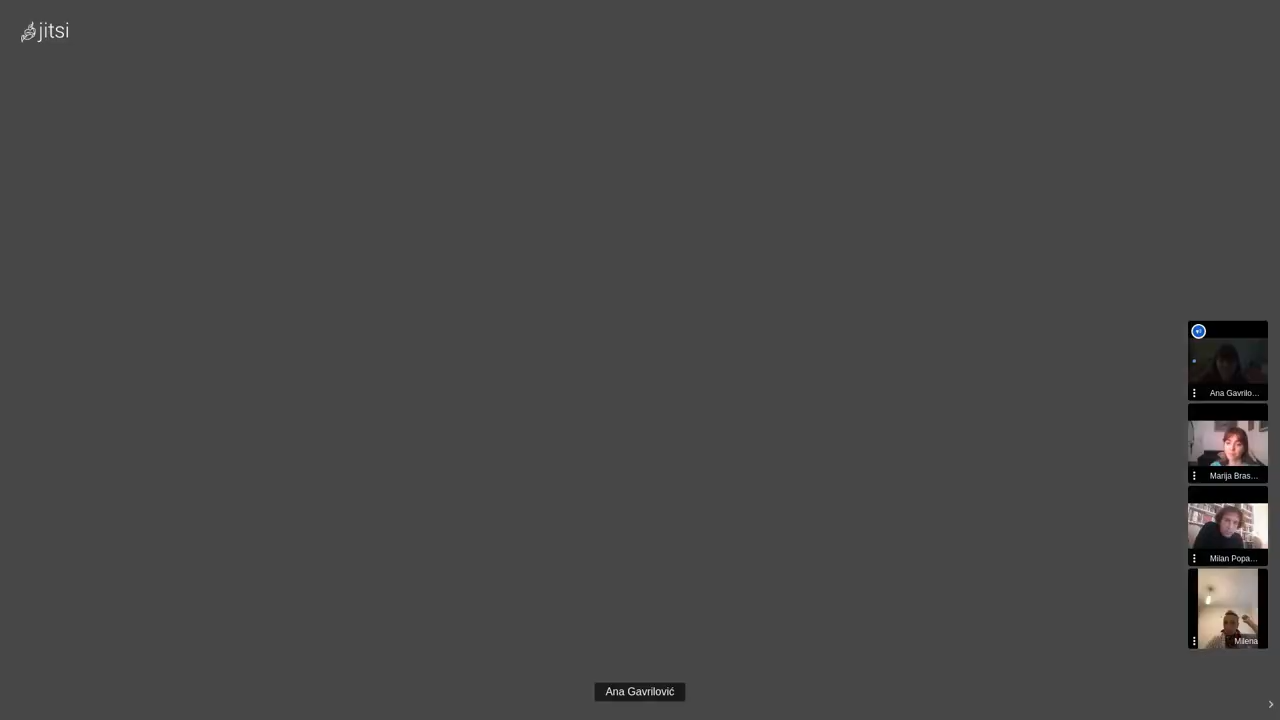 jitsi
Ana Gavrilo...
Marija Bras...
Milan Popa...
Milena
Ana Gavrilović